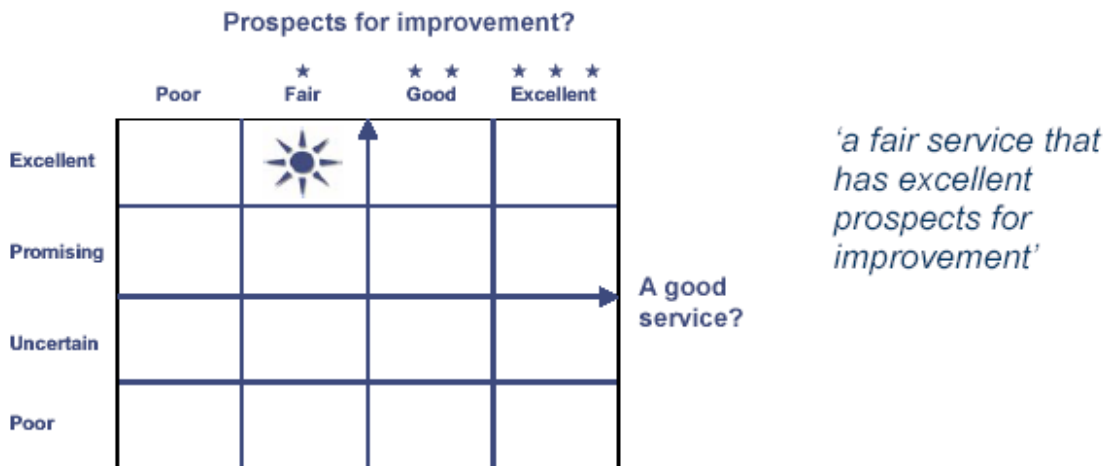 Prospects for improvement?
★ ★ ★ ★ ★ ★
Poor Fair Good Excellent
Excellent
Promising
Uncertain
Poor
A good
service?
‘a fair service that
has excellent
prospects for
improvement’